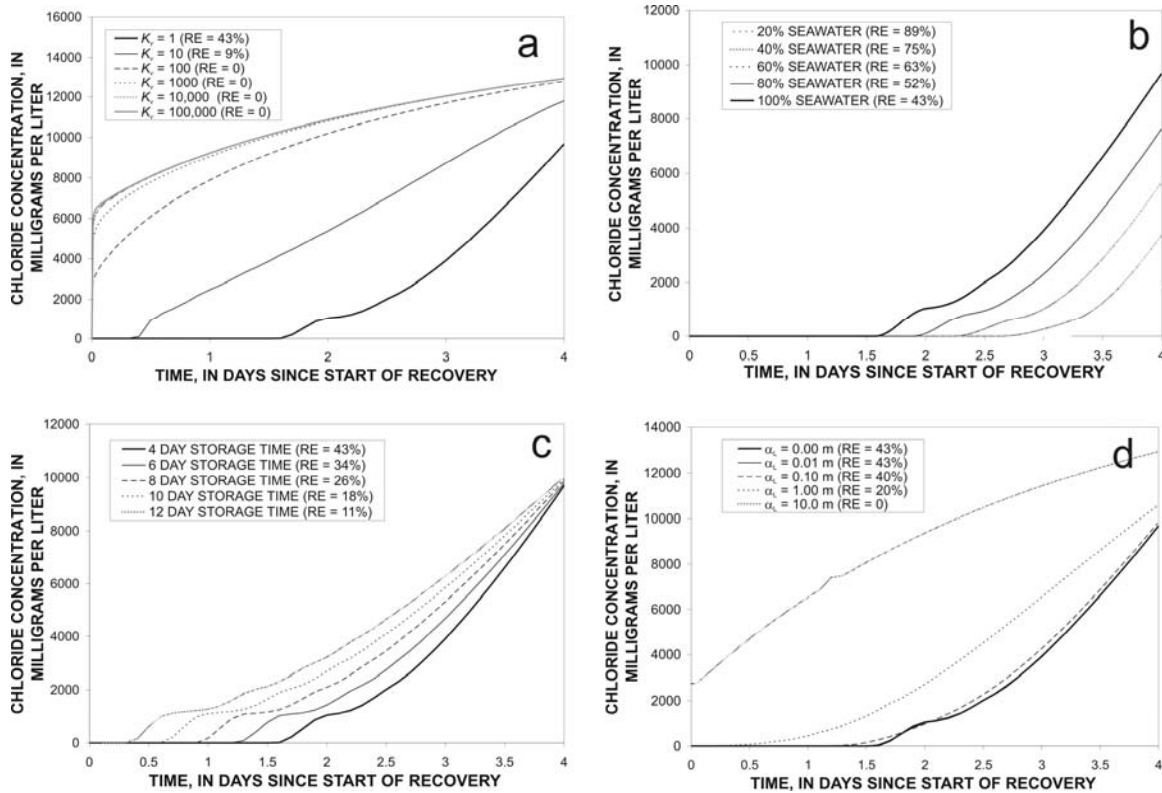 a
16000
14000
12000
10000
8000
6000
4000
2000
0
CHLORIDE CONCENTRATION, IN
MILLIGRAMS PER LITER
Kr = 1 (RE = 43%)
Kr = 10 (RE = 9%)
Kr = 100 (RE = 0)
Kr = 1000 (RE = 0)
Kr = 10,000 (RE = 0)
Kr = 100,000 (RE = 0)
0 1 2 3 4
TIME, IN DAYS SINCE START OF RECOVERY
b
12000
10000
8000
6000
4000
2000
0
CHLORIDE CONCENTRATION, IN
MILLIGRAMS PER LITER
20% SEAWATER (RE = 89%)
40% SEAWATER (RE = 75%)
60% SEAWATER (RE = 63%)
80% SEAWATER (RE = 52%)
100% SEAWATER (RE = 43%)
0 0.5 1 1.5 2 2.5 3 3.5 4
TIME, IN DAYS SINCE START OF RECOVERY
c
12000
10000
8000
6000
4000
2000
0
CHLORIDE CONCENTRATION, IN
MILLIGRAMS PER LITER
4 DAY STORAGE TIME (RE = 43%)
6 DAY STORAGE TIME (RE = 34%)
8 DAY STORAGE TIME (RE = 26%)
10 DAY STORAGE TIME (RE = 18%)
12 DAY STORAGE TIME (RE = 11%)
0 0.5 1 1.5 2 2.5 3 3.5 4
TIME, IN DAYS SINCE START OF RECOVERY
d
14000
12000
10000
8000
6000
4000
2000
0
CHLORIDE CONCENTRATION, IN
MILLIGRAMS PER LITER
αL = 0.00 m (RE = 43%)
αL = 0.01 m (RE = 43%)
αL = 0.10 m (RE = 40%)
αL = 1.00 m (RE = 20%)
αL = 10.0 m (RE = 0)
0 0.5 1 1.5 2 2.5 3 3.5 4
TIME, IN DAYS SINCE START OF RECOVERY